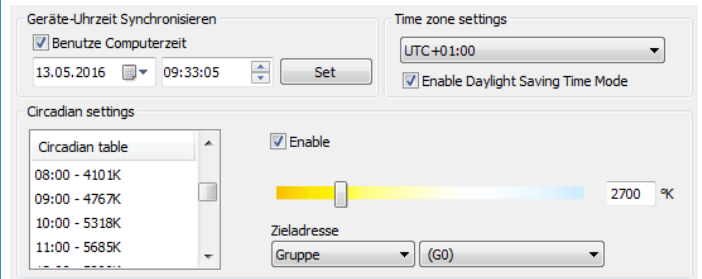 Geräte-Uhrzeit Synchronisieren
Benutze Computerzeit
13.05.2016 09:33:05 Set
Time zone settings
UTC+01:00
Enable Daylight Saving Time Mode
Circadian settings
Circadian table
08:00 - 4101K
09:00 - 4767K
10:00 - 5318K
11:00 - 5685K
Enable
2700 °K
Zieladresse
Gruppe (G0)